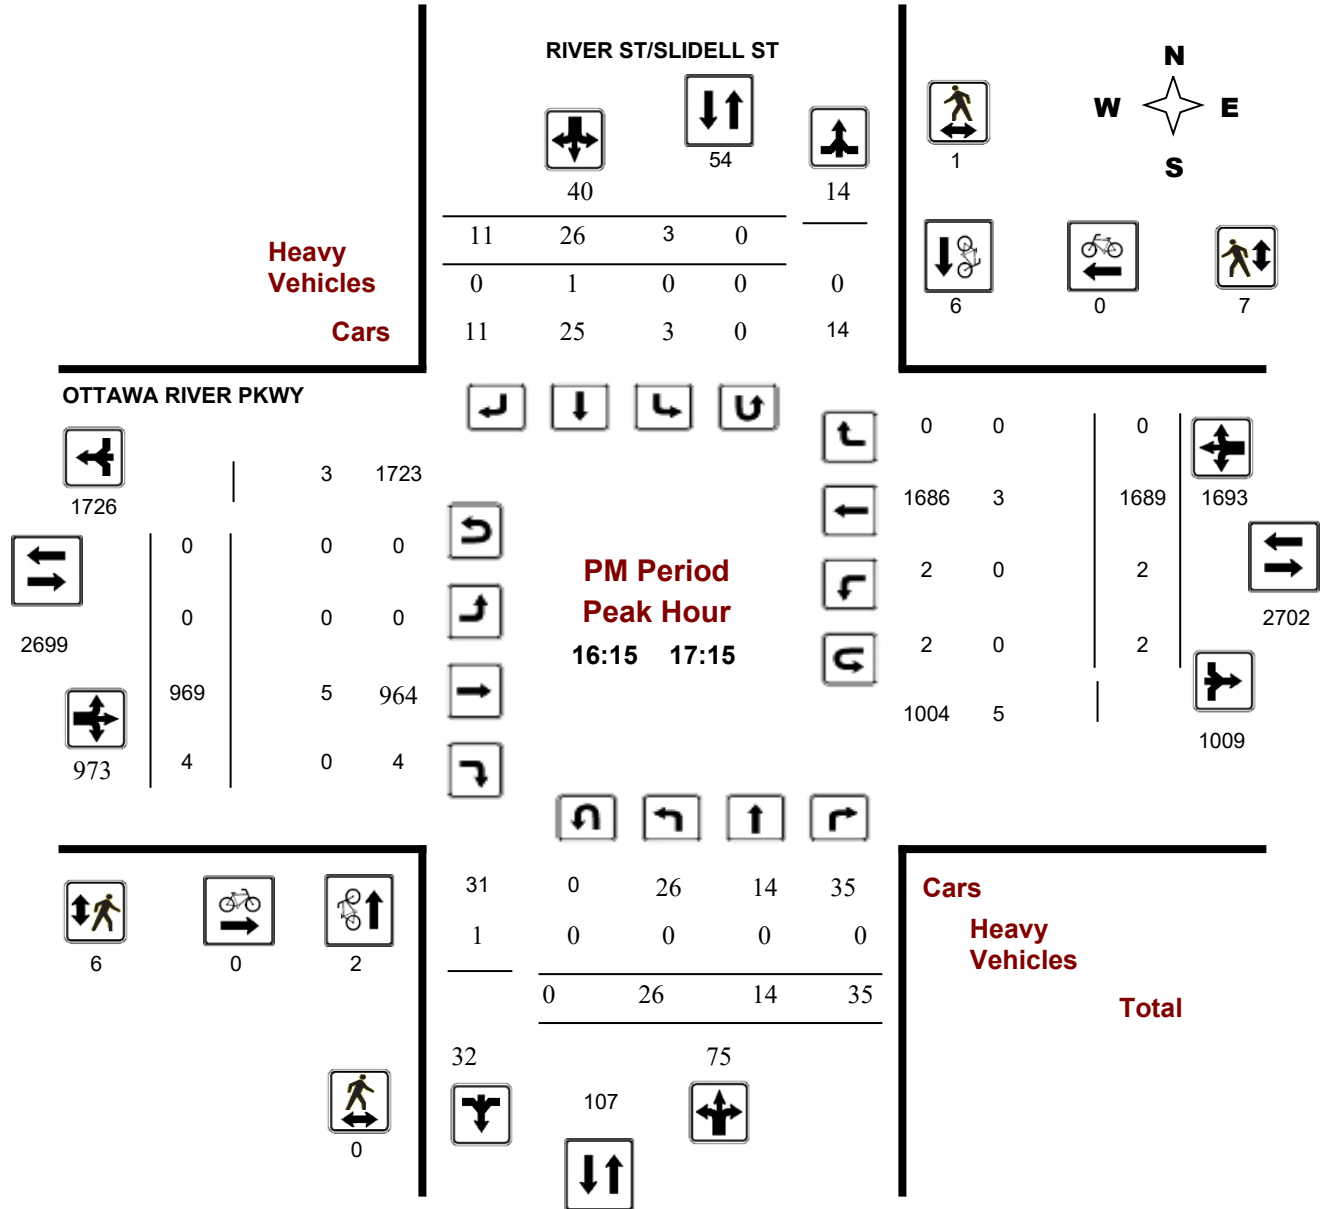 RIVER ST/SLIDELL ST
N
W E
S
54
1
40 14
11 26 3 0
Heavy
Vehicles
0 1 0 0 0
6 0 7
Cars
11 25 3 0 14
OTTAWA RIVER PKWY
0 0 0
3 1723
1726
1686 3 1689 1693
0 0 0
PM Period
2 0 2
Peak Hour
0 0 0
2702
2699
16:15 17:15
2 0 2
969 5 964
1004 5
1009
973 4 0 4
31 0 26 14 35
Cars
1 0 0 0 0
Heavy
Vehicles
6 0 2
0 26 14 35
Total
32 75
107
0